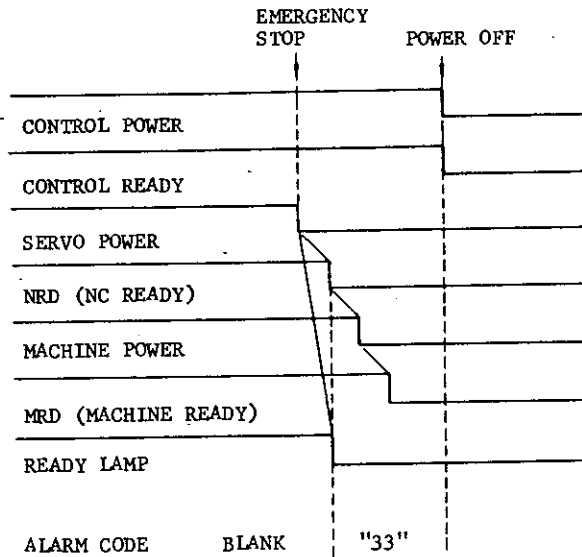 EMERGENCY
STOP
POWER OFF
CONTROL POWER
CONTROL READY
SERVO POWER
NRD (NC READY)
MACHINE POWER
MRD (MACHINE READY)
READY LAMP
ALARM CODE BLANK "33"